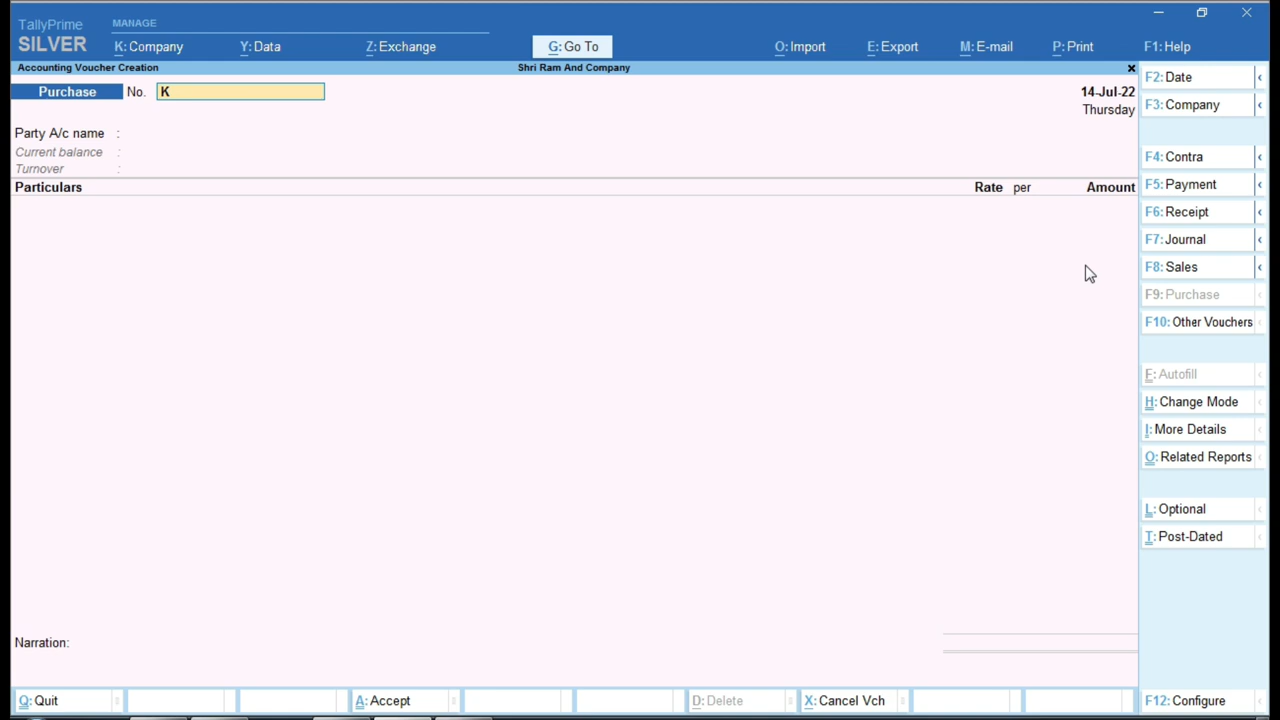 TallyPrime
MANAGE
SILVER
K: Company
Y: Data
Z: Exchange
G: Go To
O: Import
E: Export
M: E-mail
P: Print
F1: Help
Accounting Voucher Creation
Shri Ram And Company
Purchase
No.
K
14-Jul-22
Thursday
Party A/c name :
Current balance :
Turnover :
Particulars
Rate per
Amount
F2: Date
F3: Company
F4: Contra
F5: Payment
F6: Receipt
F7: Journal
F8: Sales
F9: Purchase
F10: Other Vouchers
F: Autofill
H: Change Mode
I: More Details
O: Related Reports
L: Optional
T: Post-Dated
Narration:
Q: Quit
A: Accept
D: Delete
X: Cancel Vch
F12: Configure